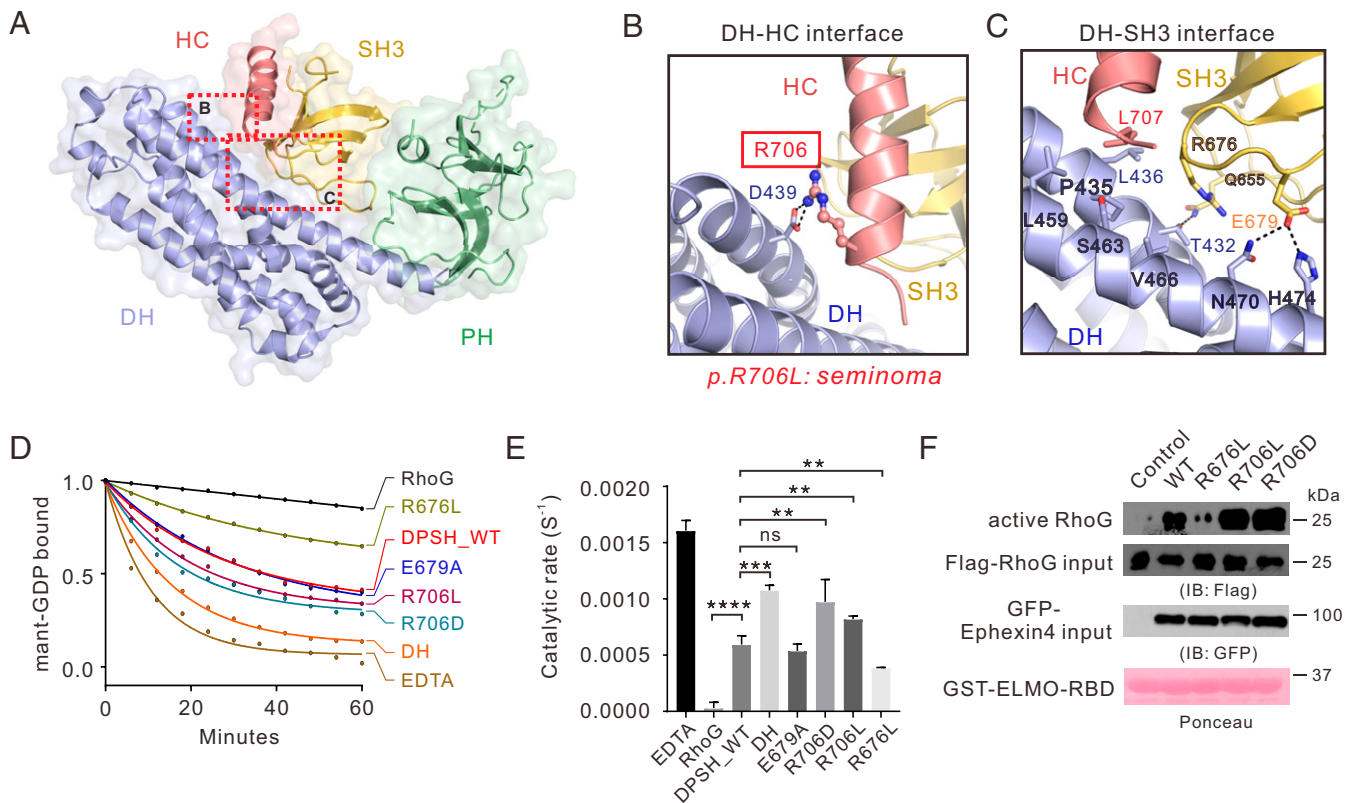 A
HC
SH3
B
C
DH
PH
B
DH-HC interface
HC
R706
D439
SH3
DH
p.R706L: seminoma
C
DH-SH3 interface
HC
SH3
L707
R676
L436
Q655
P435
E679
L459
T432
S463
V466
N470
H474
DH
D
mant-GDP bound
1.0
0.5
0.0
0
20
40
60
Minutes
RhoG
R676L
DPSH_WT
E679A
R706L
R706D
DH
EDTA
E
Catalytic rate (S⁻¹)
0.0020
0.0015
0.0010
0.0005
0.0000
**
**
**
ns
***
****
EDTA
RhoG
DPSH_WT
DH
E679A
R706D
R706L
R676L
F
Control
WT
R676L
R706L
R706D
kDa
active RhoG
25
Flag-RhoG input
25
(IB: Flag)
GFP-
Ephexin4 input
100
(IB: GFP)
37
GST-ELMO-RBD
Ponceau